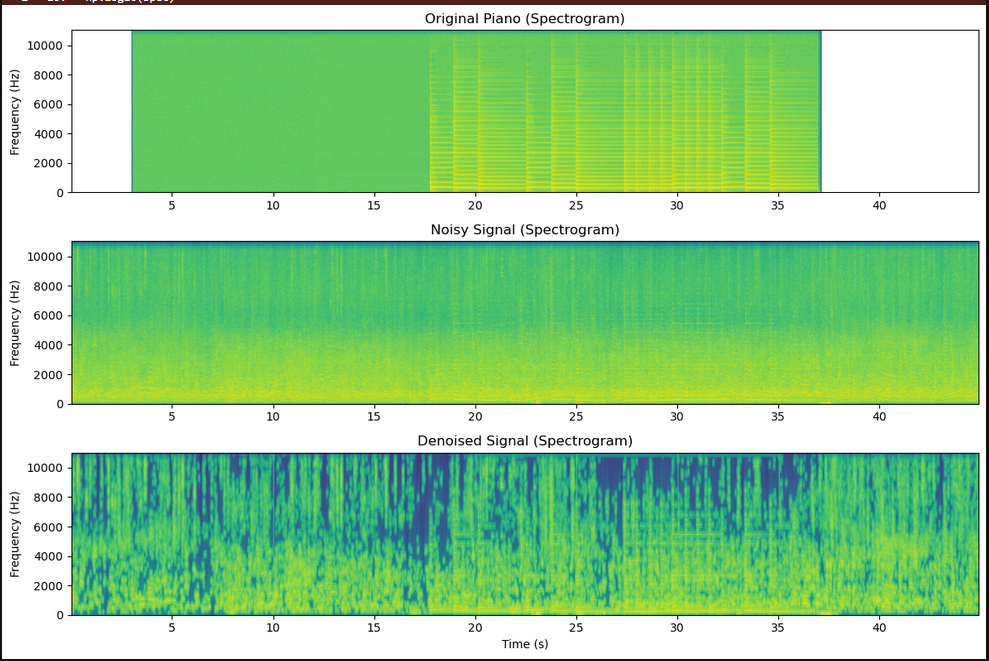 Original Piano (Spectrogram)
10000
8000
6000
4000
2000
0
Frequency (Hz)
5 10 15 20 25 30 35 40
Noisy Signal (Spectrogram)
10000
8000
6000
4000
2000
0
Frequency (Hz)
5 10 15 20 25 30 35 40
Denoised Signal (Spectrogram)
10000
8000
6000
4000
2000
0
Frequency (Hz)
5 10 15 20 25 30 35 40
Time (s)